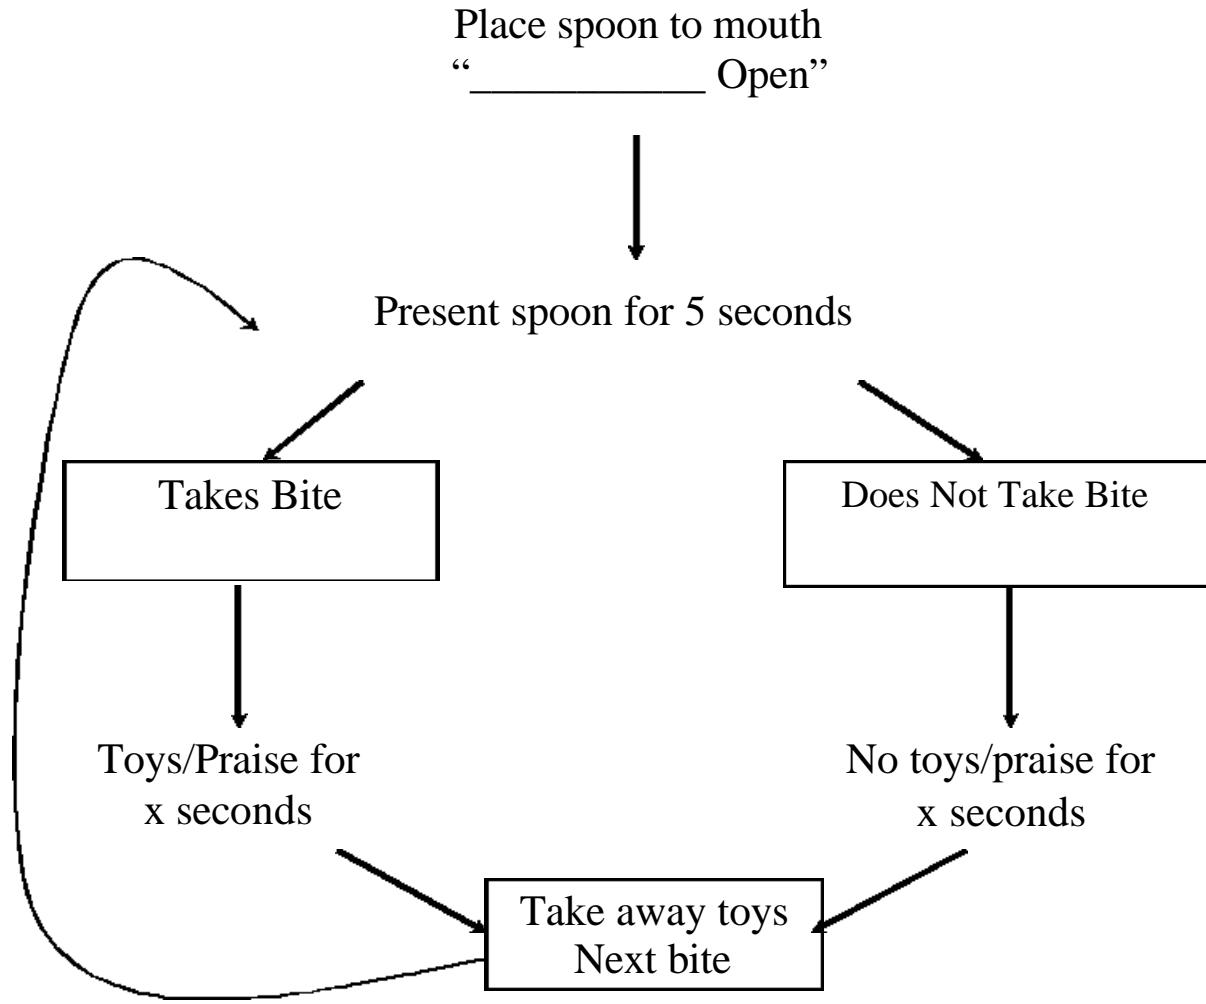 Place spoon to mouth
“___________ Open”
Present spoon for 5 seconds
Takes Bite
Does Not Take Bite
Toys/Praise for
x seconds
No toys/praise for
x seconds
Take away toys
Next bite